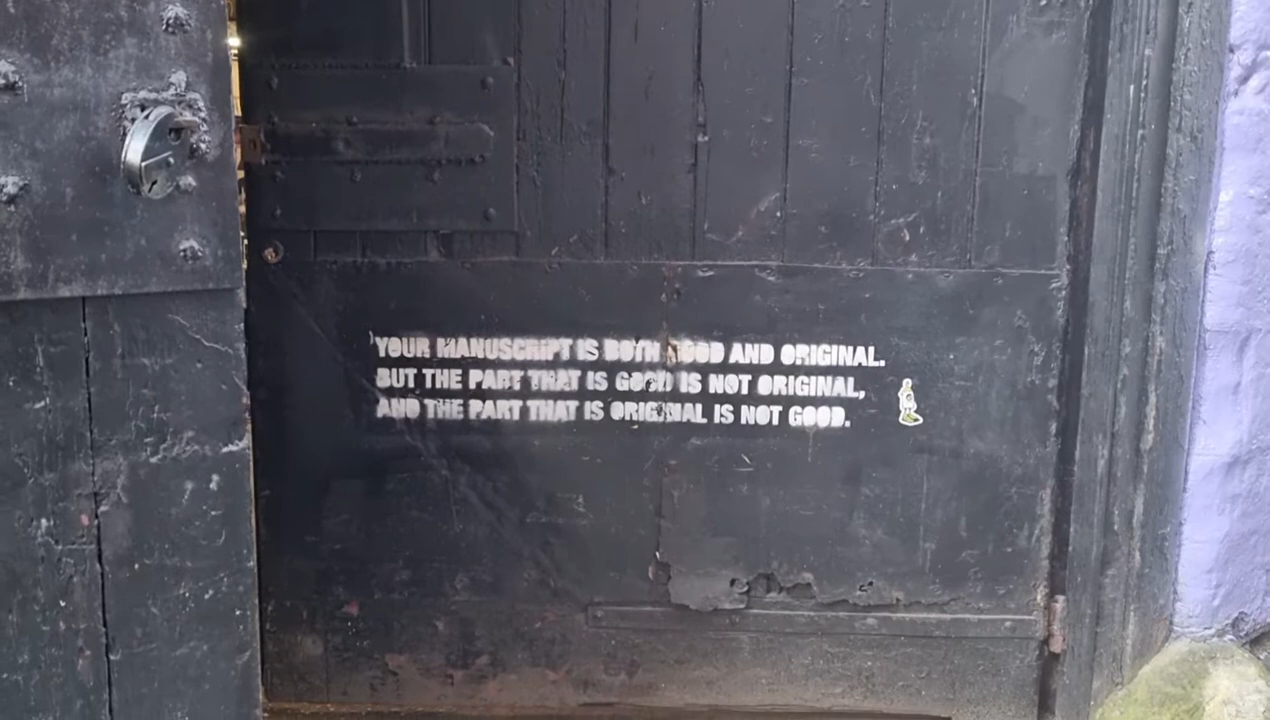 YOUR MANUSCRIPT IS BOTH GOOD AND ORIGINAL.
BUT THE PART THAT IS GOOD IS NOT ORIGINAL,
AND THE PART THAT IS ORIGINAL IS NOT GOOD.